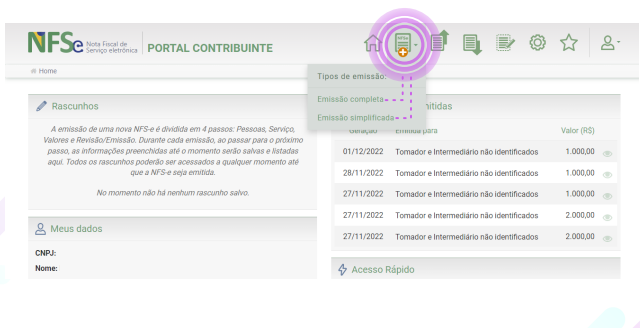 NFSe Nota Fiscal de
Serviço eletrônica
PORTAL CONTRIBUINTE
NFSe
Home
Tipos de emissão:
Emissão completa
Emissão simplificada
Rascunhos
A emissão de uma nova NFS-e é dividida em 4 passos: Pessoas, Serviço,
Valores e Revisão/Emissão. Durante cada emissão, ao passar para o próximo
passo, as informações preenchidas até o momento serão salvas e listadas
aqui. Todos os rascunhos poderão ser acessados a qualquer momento até
que a NFS-e seja emitida.
No momento não há nenhum rascunho salvo.
Meus dados
CNPJ:
Nome:
mitidas
Geração Emitida para Valor (R$)
01/12/2022 Tomador e Intermediário não identificados 1.000,00
28/11/2022 Tomador e Intermediário não identificados 1.000,00
27/11/2022 Tomador e Intermediário não identificados 1.000,00
27/11/2022 Tomador e Intermediário não identificados 2.000,00
27/11/2022 Tomador e Intermediário não identificados 2.000,00
Acesso Rápido